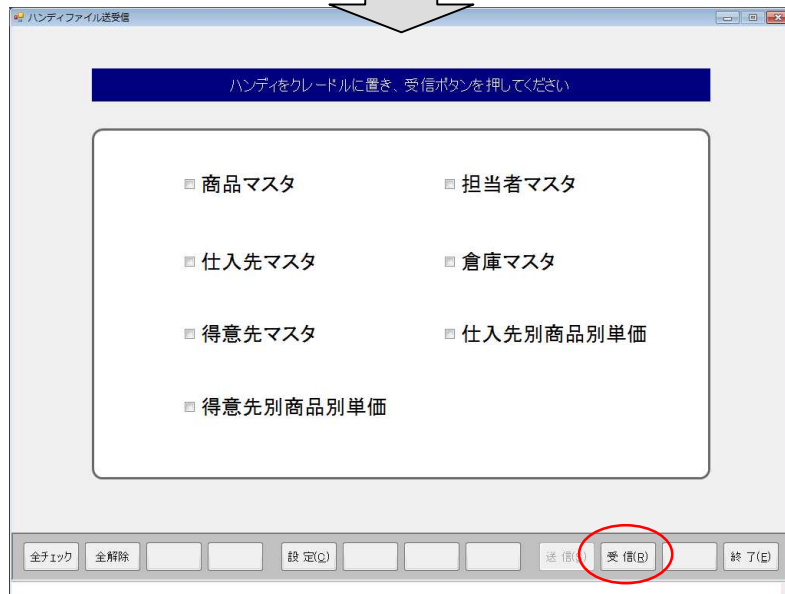 ハンディファイル送受信
ハンディをクレードルに置き、受信ボタンを押してください
商品マスタ 担当者マスタ
仕入先マスタ 倉庫マスタ
得意先マスタ 仕入先別商品別単価
得意先別商品別単価
全チェック 全解除 設定(C) 送信(S) 受信(R) 終了(E)